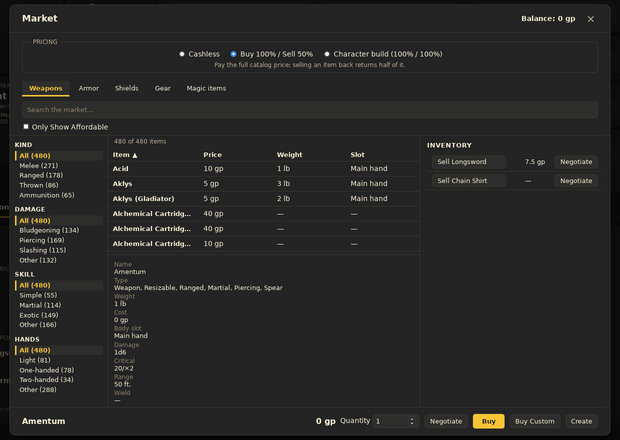 Market
Balance: 0 gp
PRICING
Cashless
Buy 100% / Sell 50%
Character build (100% / 100%)
Pay the full catalog price; selling an item back returns half of it.
Weapons
Armor
Shields
Gear
Magic items
Search the market...
Only Show Affordable
KIND
All (480)
Melee (271)
Ranged (178)
Thrown (86)
Ammunition (65)
DAMAGE
All (480)
Bludgeoning (134)
Piercing (169)
Slashing (115)
Other (132)
SKILL
All (480)
Simple (55)
Martial (114)
Exotic (149)
Other (166)
HANDS
All (480)
Light (81)
One-handed (78)
Two-handed (34)
Other (288)
480 of 480 items
Item ▲ Price Weight Slot
Acid 10 gp 1 lb Main hand
Aklys 5 gp 3 lb Main hand
Aklys (Gladiator) 5 gp 2 lb Main hand
Alchemical Cartridg... 40 gp — —
Alchemical Cartridg... 40 gp — —
Alchemical Cartridg... 10 gp — —
Name
Amentum
Type
Weapon, Resizable, Ranged, Martial, Piercing, Spear
Weight
1 lb
Cost
0 gp
Body slot
Main hand
Damage
1d6
Critical
20/×2
Range
50 ft.
Wield
—
INVENTORY
Sell Longsword 7.5 gp Negotiate
Sell Chain Shirt — Negotiate
Amentum
0 gp Quantity 1 Negotiate Buy Buy Custom Create